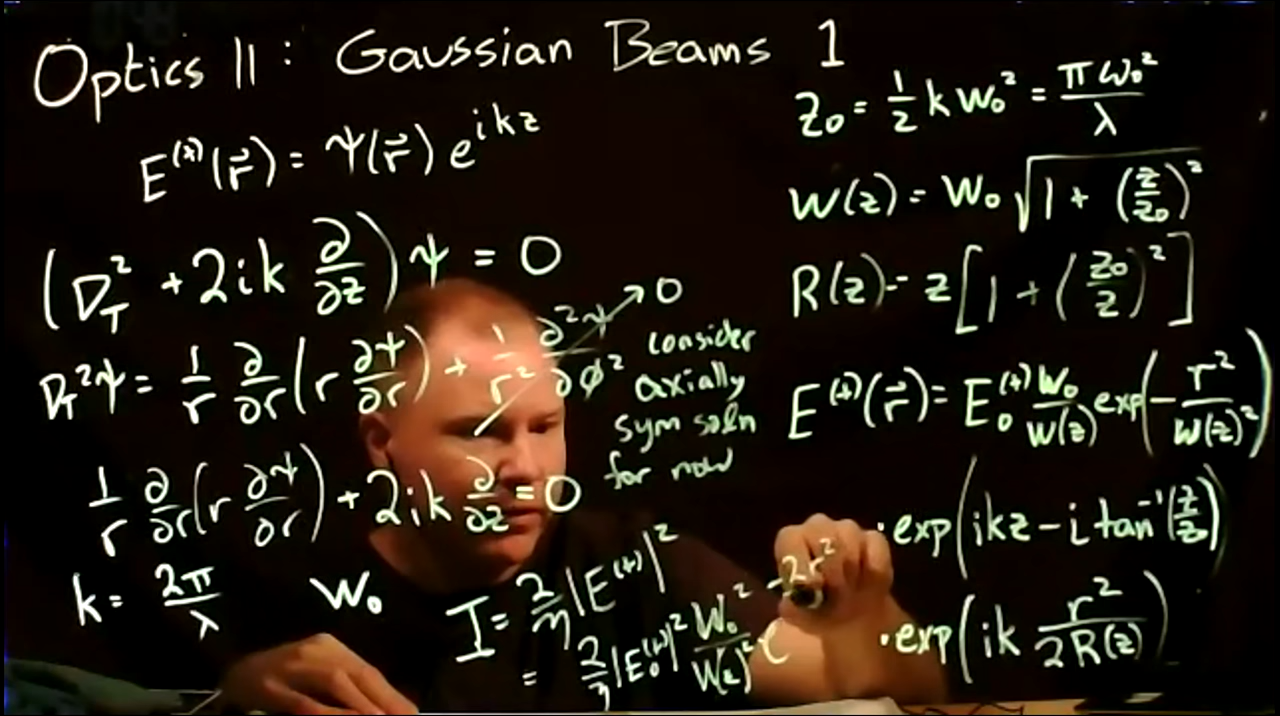 Optics II: Gaussian Beams 1
E⁽⁺⁾(r⃗) = ψ(r⃗) e^{ikz}
(∇_T² + 2ik ∂/∂z) ψ = 0
∇_T²ψ = 1/r ∂/∂r (r ∂ψ/∂r) + 1/r² ∂²ψ/∂ϕ² → 0
consider
axially
sym soln
for now
1/r ∂/∂r (r ∂ψ/∂r) + 2ik ∂/∂z = 0
k = 2π/λ
W₀
I = 2/η |E⁽⁺⁾|²
= 2/η |E₀⁽⁺⁾|² W₀²/W(z)² e^{-2r²
z₀ = 1/2 k W₀² = πω₀²/λ
W(z) = W₀ √(1 + (z/z₀)²)
R(z) = z [1 + (z₀/z)²]
E⁽⁺⁾(r⃗) = E₀⁽⁺⁾ W₀/W(z) exp(- r²/W(z)²)
· exp(ikz - i tan⁻¹(z/z₀))
· exp(ik r²/2R(z))